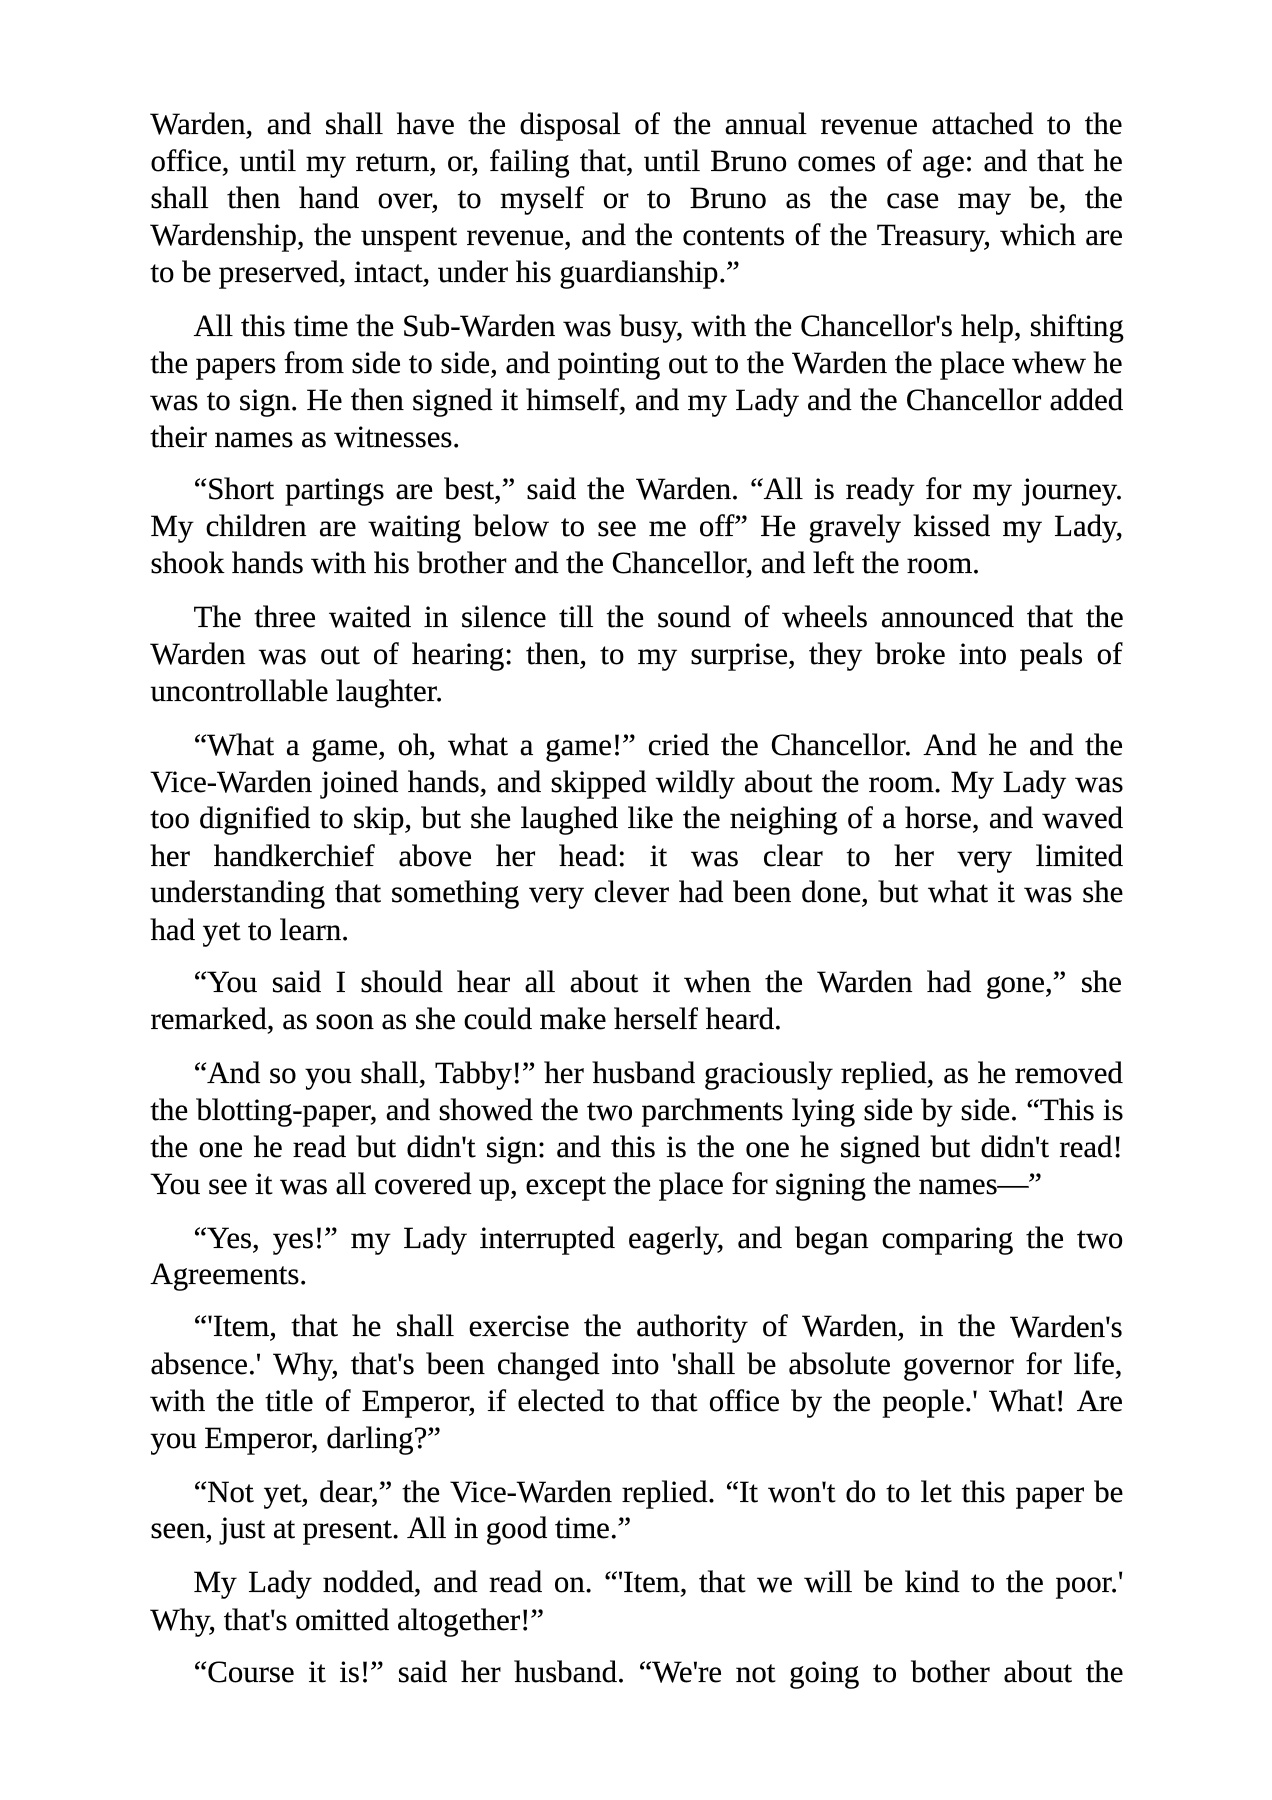 Warden, and shall have the disposal of the annual revenue attached to the
office, until my return, or, failing that, until Bruno comes of age: and that he
shall then hand over, to myself or to Bruno as the case may be, the
Wardenship, the unspent revenue, and the contents of the Treasury, which are
to be preserved, intact, under his guardianship.”
All this time the Sub-Warden was busy, with the Chancellor's help, shifting
the papers from side to side, and pointing out to the Warden the place whew he
was to sign. He then signed it himself, and my Lady and the Chancellor added
their names as witnesses.
“Short partings are best,” said the Warden. “All is ready for my journey.
My children are waiting below to see me off” He gravely kissed my Lady,
shook hands with his brother and the Chancellor, and left the room.
The three waited in silence till the sound of wheels announced that the
Warden was out of hearing: then, to my surprise, they broke into peals of
uncontrollable laughter.
“What a game, oh, what a game!” cried the Chancellor. And he and the
Vice-Warden joined hands, and skipped wildly about the room. My Lady was
too dignified to skip, but she laughed like the neighing of a horse, and waved
her handkerchief above her head: it was clear to her very limited
understanding that something very clever had been done, but what it was she
had yet to learn.
“You said I should hear all about it when the Warden had gone,” she
remarked, as soon as she could make herself heard.
“And so you shall, Tabby!” her husband graciously replied, as he removed
the blotting-paper, and showed the two parchments lying side by side. “This is
the one he read but didn't sign: and this is the one he signed but didn't read!
You see it was all covered up, except the place for signing the names—”
“Yes, yes!” my Lady interrupted eagerly, and began comparing the two
Agreements.
“'Item, that he shall exercise the authority of Warden, in the Warden's
absence.' Why, that's been changed into 'shall be absolute governor for life,
with the title of Emperor, if elected to that office by the people.' What! Are
you Emperor, darling?”
“Not yet, dear,” the Vice-Warden replied. “It won't do to let this paper be
seen, just at present. All in good time.”
My Lady nodded, and read on. “'Item, that we will be kind to the poor.'
Why, that's omitted altogether!”
“Course it is!” said her husband. “We're not going to bother about the